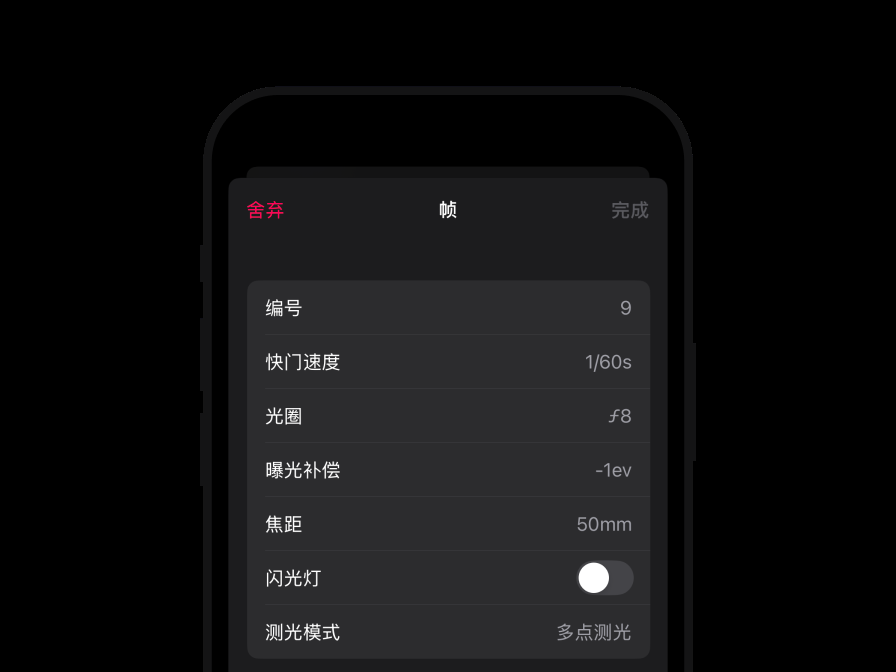 舍弃 帧 完成
编号 9
快门速度 1/60s
光圈 ƒ8
曝光补偿 -1ev
焦距 50mm
闪光灯
测光模式 多点测光